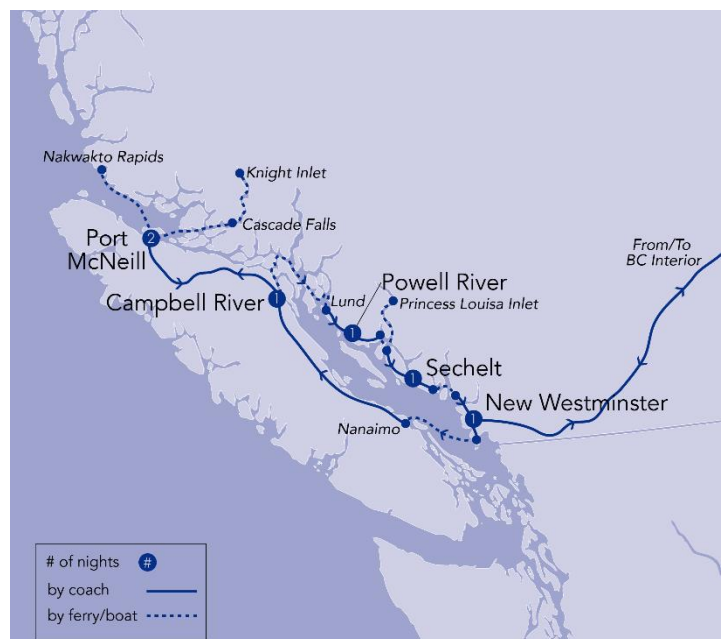 Nakwakto Rapids
Knight Inlet
Cascade Falls
Port
McNeill
2
From/To
BC Interior
Powell River
Campbell River
1
Lund
Princess Louisa Inlet
1
Sechelt
1
New Westminster
1
Nanaimo
# of nights #
by coach
by ferry/boat